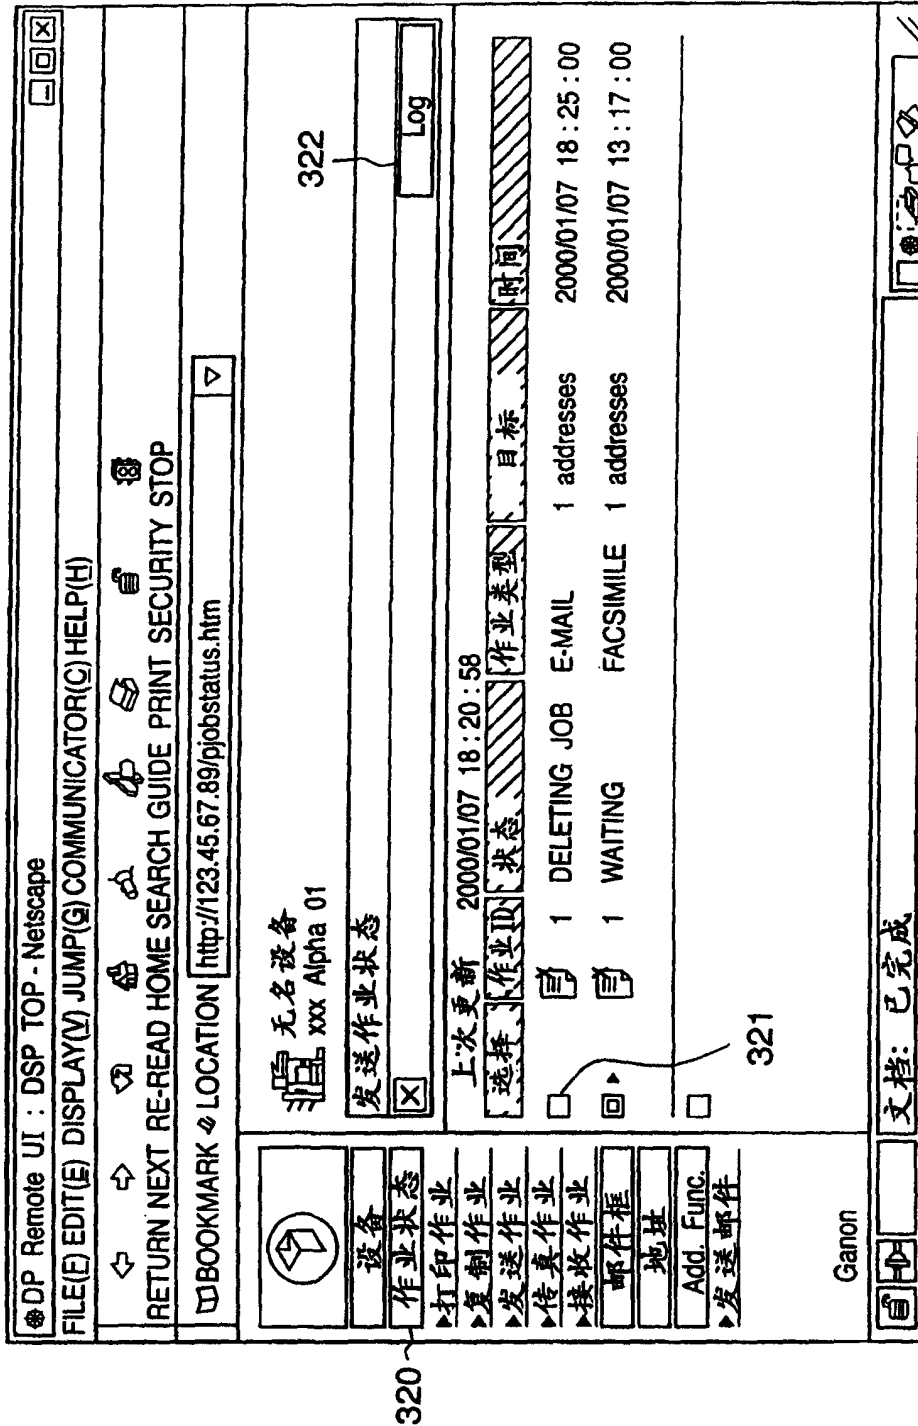 DP Remote UI : DSP TOP - Netscape
FILE(F) EDIT(E) DISPLAY(V) JUMP(G) COMMUNICATOR(C) HELP(H)
RETURN NEXT RE-READ HOME SEARCH GUIDE PRINT SECURITY STOP
BOOKMARK LOCATION http://123.45.67.89/pjobstatus.htm
320
设备
作业状态
▶打印作业
▶复制作业
▶发送作业
▶传真作业
▶接收作业
邮件框
地址
Add. Func.
▶发送邮件
Ganon
无名设备
xxx Alpha 01
322
发送作业状态
Log
上次更新 2000/01/07 18:20:58
选择 作业ID 状态 作业类型 目标 时间
1 DELETING JOB E-MAIL 1 addresses 2000/01/07 18:25:00
1 WAITING FACSIMILE 1 addresses 2000/01/07 13:17:00
321
文档: 已完成